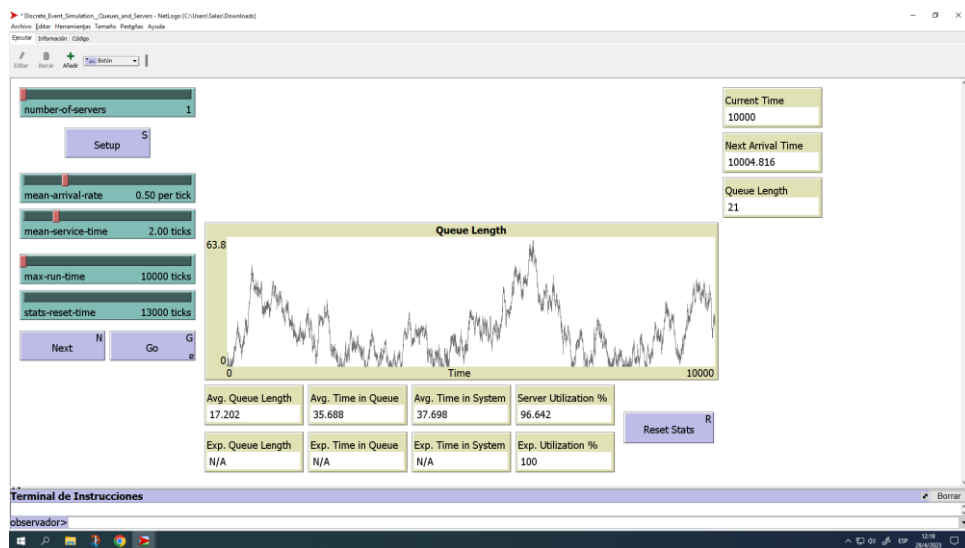 * Discrete_Event_Simulation__Queues_and_Servers - NetLogo {C:\Users\Salas\Downloads}
Archivo Editar Herramientas Tamaño Pestañas Ayuda
Ejecutar Información Código
Editar Borrar Añadir Botón
number-of-servers 1
Setup S
mean-arrival-rate 0.50 per tick
mean-service-time 2.00 ticks
max-run-time 10000 ticks
stats-reset-time 13000 ticks
Next N
Go G
Current Time
10000
Next Arrival Time
10004.816
Queue Length
21
Queue Length
63.8
0
0 Time 10000
Avg. Queue Length Avg. Time in Queue Avg. Time in System Server Utilization %
17.202 35.688 37.698 96.642
Reset Stats R
Exp. Queue Length Exp. Time in Queue Exp. Time in System Exp. Utilization %
N/A N/A N/A 100
Terminal de Instrucciones Borrar
observador>
ESP
12:19
28/4/2023